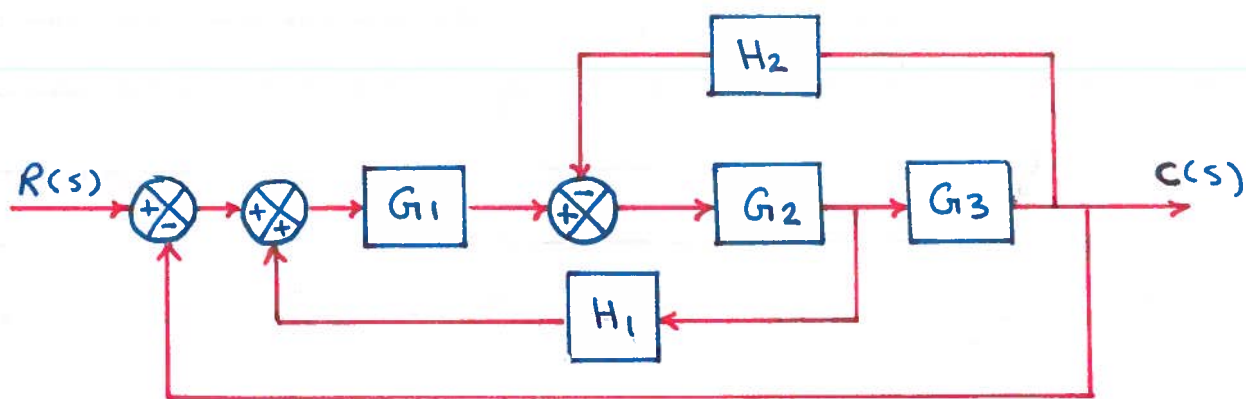 H2
R(s)
+
-
+
+
G1
-
+
G2
G3
C(s)
H1